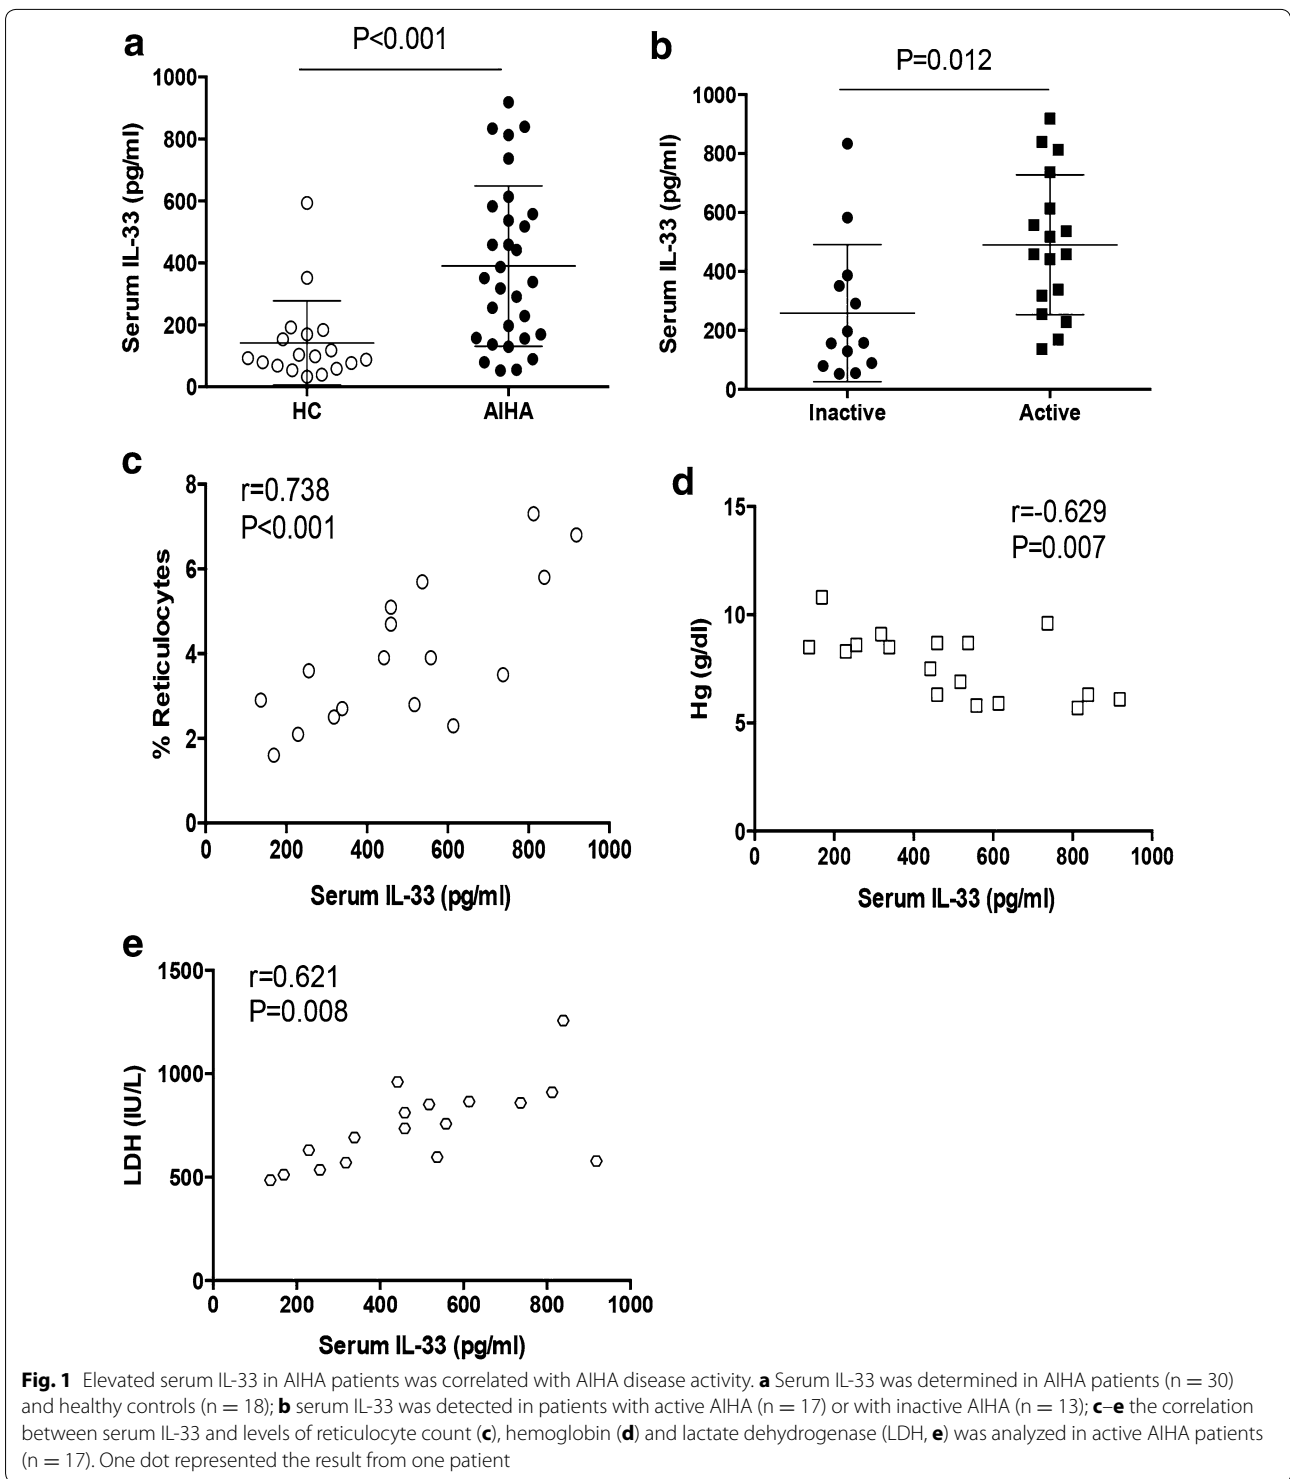 a
P<0.001
Serum IL-33 (pg/ml)
1000
800
600
400
200
0
HC
AIHA
b
P=0.012
Serum IL-33 (pg/ml)
1000
800
600
400
200
0
Inactive
Active
c
r=0.738
P<0.001
% Reticulocytes
8
6
4
2
0
0
200
400
600
800
1000
Serum IL-33 (pg/ml)
d
r=-0.629
P=0.007
Hg (g/dl)
15
10
5
0
0
200
400
600
800
1000
Serum IL-33 (pg/ml)
e
r=0.621
P=0.008
LDH (IU/L)
1500
1000
500
0
0
200
400
600
800
1000
Serum IL-33 (pg/ml)
Fig. 1 Elevated serum IL-33 in AIHA patients was correlated with AIHA disease activity. a Serum IL-33 was determined in AIHA patients (n = 30)
and healthy controls (n = 18); b serum IL-33 was detected in patients with active AIHA (n = 17) or with inactive AIHA (n = 13); c–e the correlation
between serum IL-33 and levels of reticulocyte count (c), hemoglobin (d) and lactate dehydrogenase (LDH, e) was analyzed in active AIHA patients
(n = 17). One dot represented the result from one patient